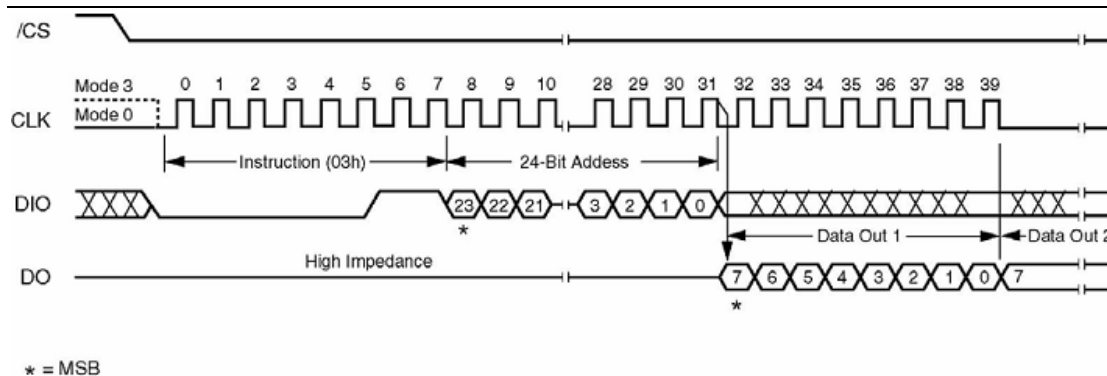 /CS
Mode 3 0 1 2 3 4 5 6 7 8 9 10 28 29 30 31 32 33 34 35 36 37 38 39
CLK Mode 0
Instruction (03h) 24-Bit Addess
DIO 23 22 21 3 2 1 0
* Data Out 1 Data Out 2
High Impedance
DO 7 6 5 4 3 2 1 0 7
*
* = MSB